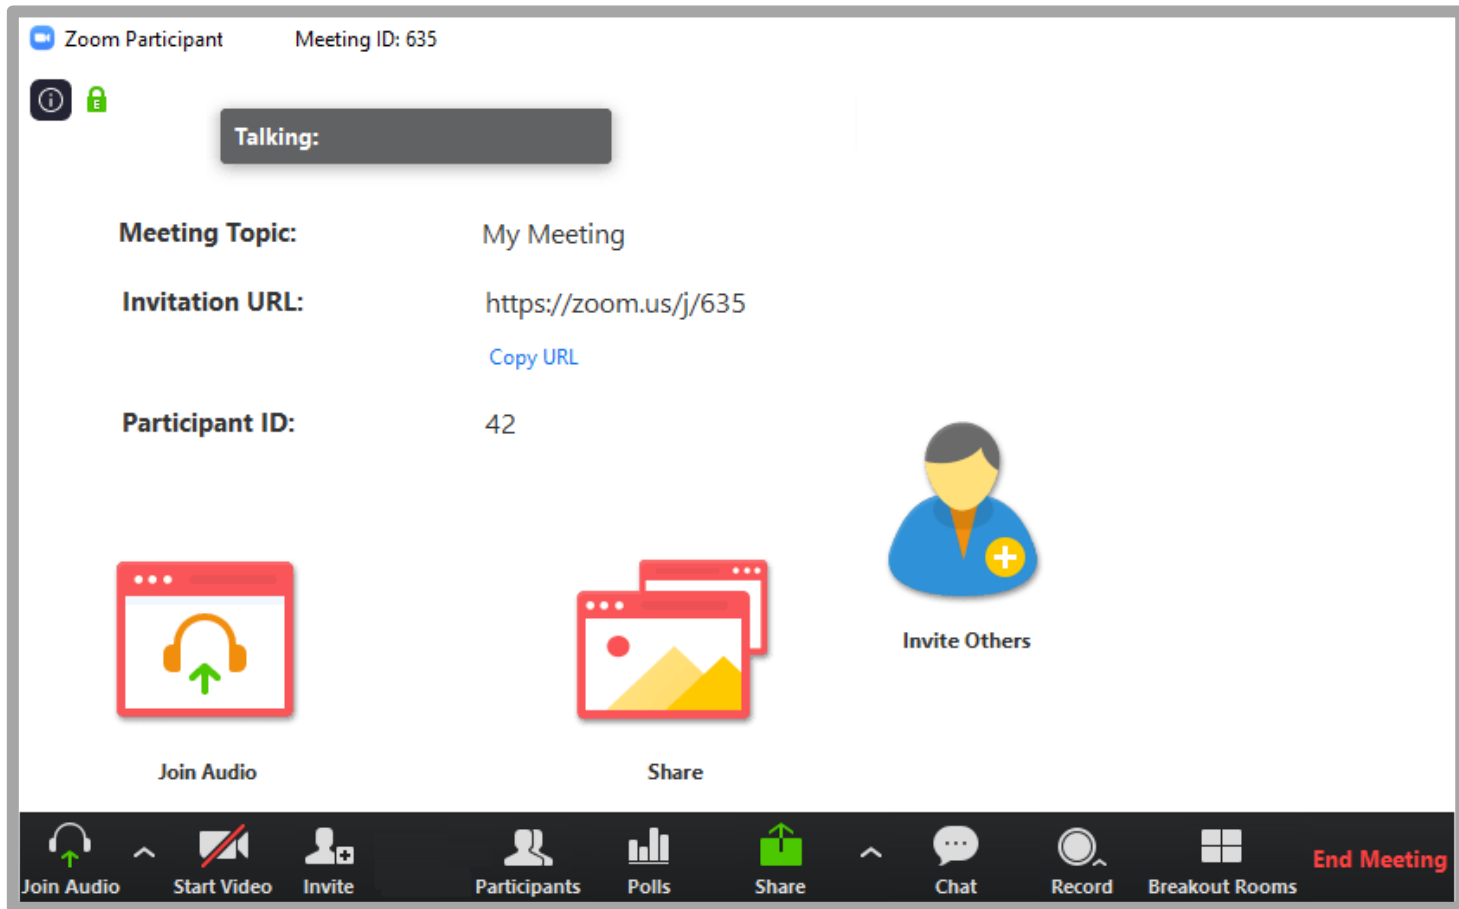 Zoom Participant Meeting ID: 635
Talking:
Meeting Topic: My Meeting
Invitation URL: https://zoom.us/j/635
Copy URL
Participant ID: 42
Invite Others
Join Audio Share
Join Audio Start Video Invite Participants Polls Share Chat Record Breakout Rooms End Meeting